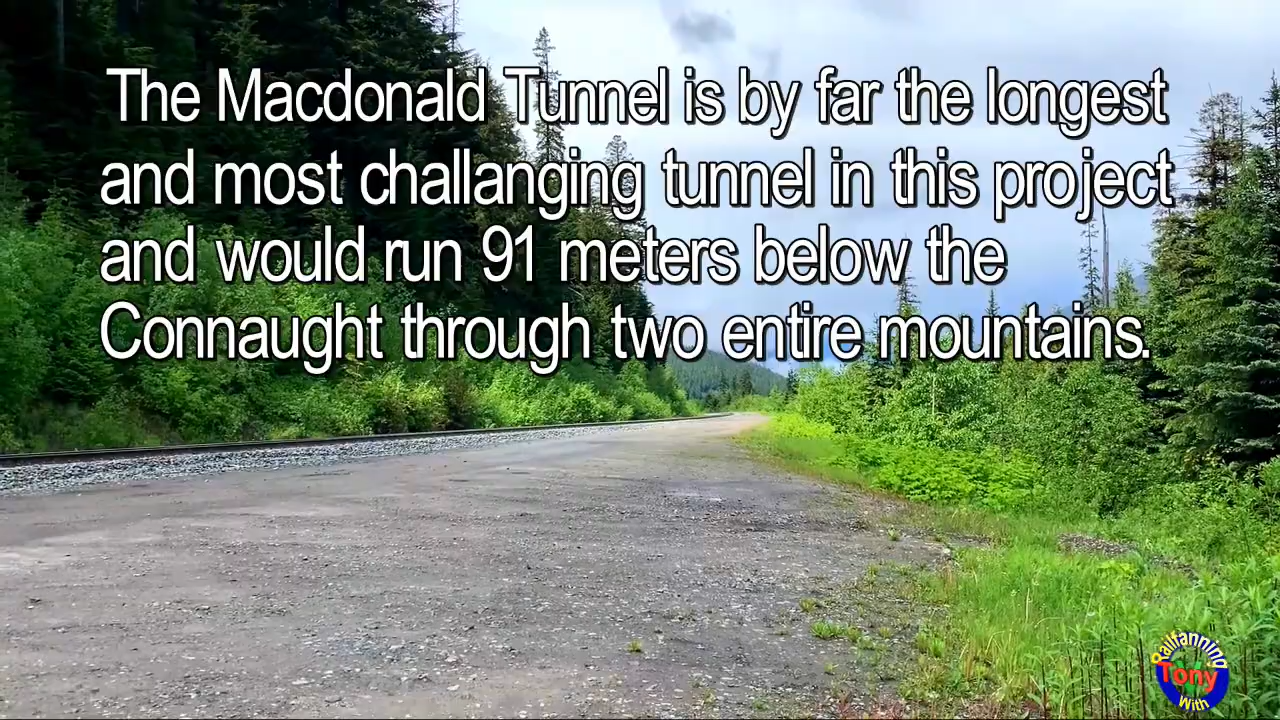 The Macdonald Tunnel is by far the longest
and most challanging tunnel in this project
and would run 91 meters below the
Connaught through two entire mountains.
Railfanning
Tony
With